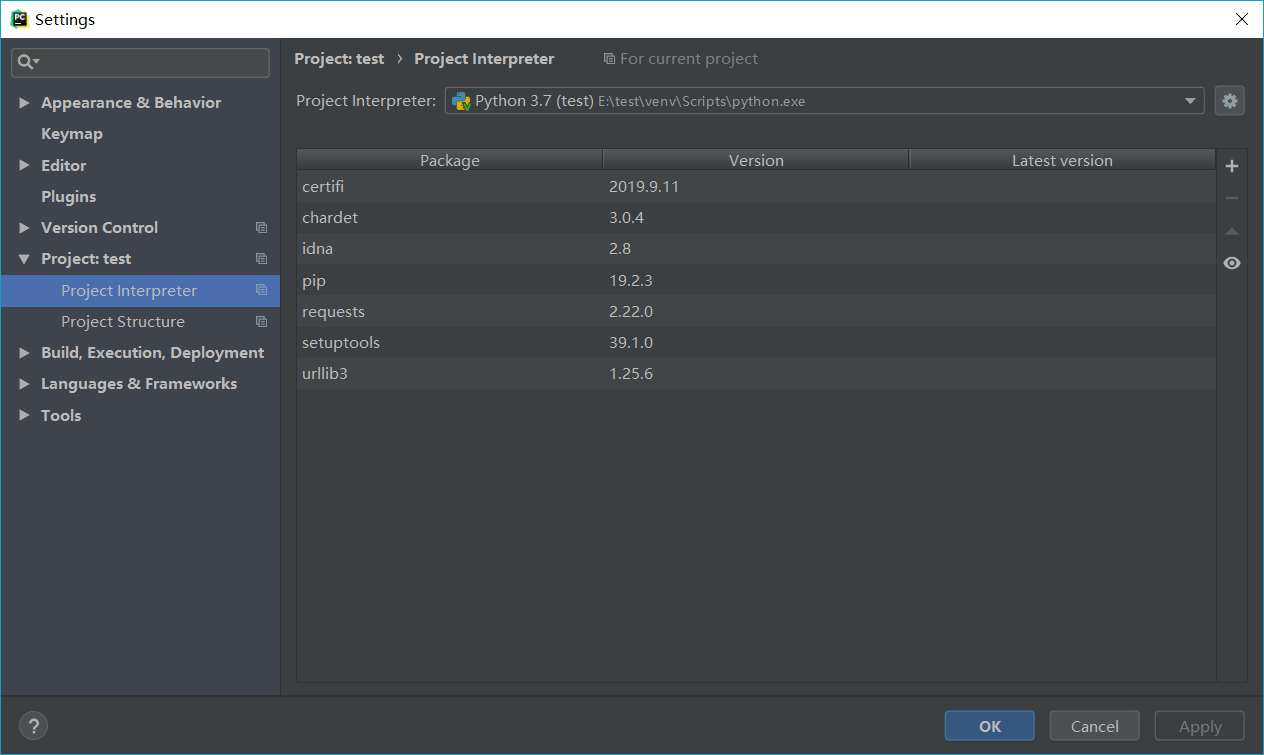 Settings
Project: test › Project Interpreter For current project
Appearance & Behavior
Keymap
Editor
Plugins
Version Control
Project: test
Project Interpreter
Project Structure
Build, Execution, Deployment
Languages & Frameworks
Tools
Project Interpreter: Python 3.7 (test) E:\test\venv\Scripts\python.exe
Package Version Latest version
certifi 2019.9.11
chardet 3.0.4
idna 2.8
pip 19.2.3
requests 2.22.0
setuptools 39.1.0
urllib3 1.25.6
? OK Cancel Apply